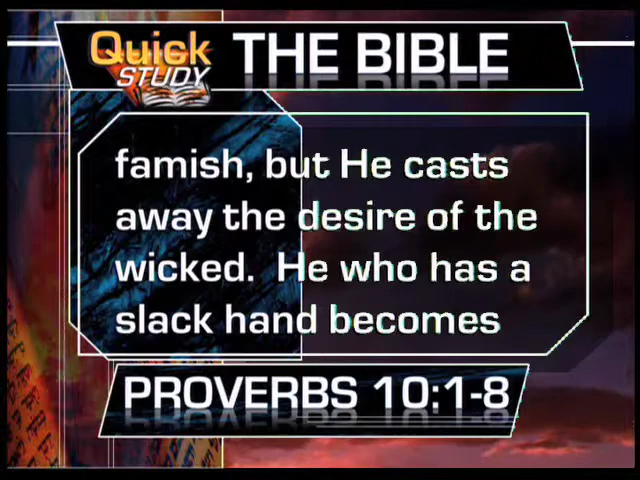 Quick STUDY THE BIBLE
famish, but He casts
away the desire of the
wicked. He who has a
slack hand becomes
PROVERBS 10:1-8